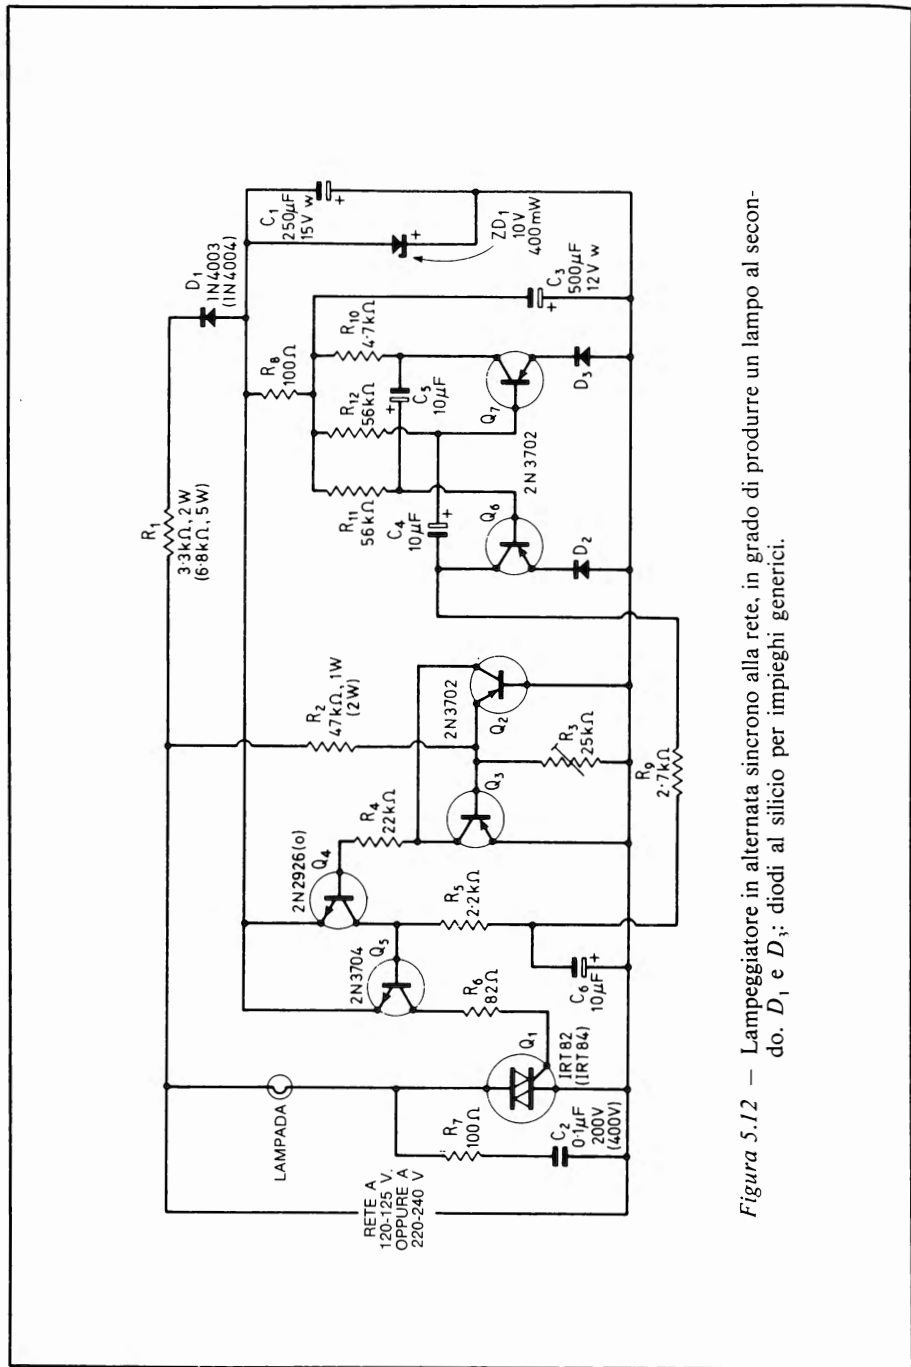 R1
3·3kΩ, 2W
(6·8kΩ, 5W)
D1
1N4003
(1N4004)
LAMPADA
RETE A
120-125 V.
OPPURE A
220-240 V
R7
100Ω
C2
0·1µF
200V
(400V)
Q1
IRT82
(IRT84)
2N3704
Q5
R6
82Ω
2N2926(o)
Q4
R5
2·2kΩ
C6
10µF
+
R4
22kΩ
R2
47kΩ, 1W
(2W)
Q3
2N3702
Q2
R3
25kΩ
R9
2·7kΩ
R8
100Ω
R11
56kΩ
C4
10µF
+
R12
56kΩ
+
C5
10µF
R10
4·7kΩ
Q6
2N3702
Q7
D2
D3
C3
500µF
12V w
+
C1
250µF
15V w
+
+
ZD1
10V
400mW
Figura 5.12 — Lampeggiatore in alternata sincrono alla rete, in grado di produrre un lampo al secon-
do. D1 e D3: diodi al silicio per impieghi generici.